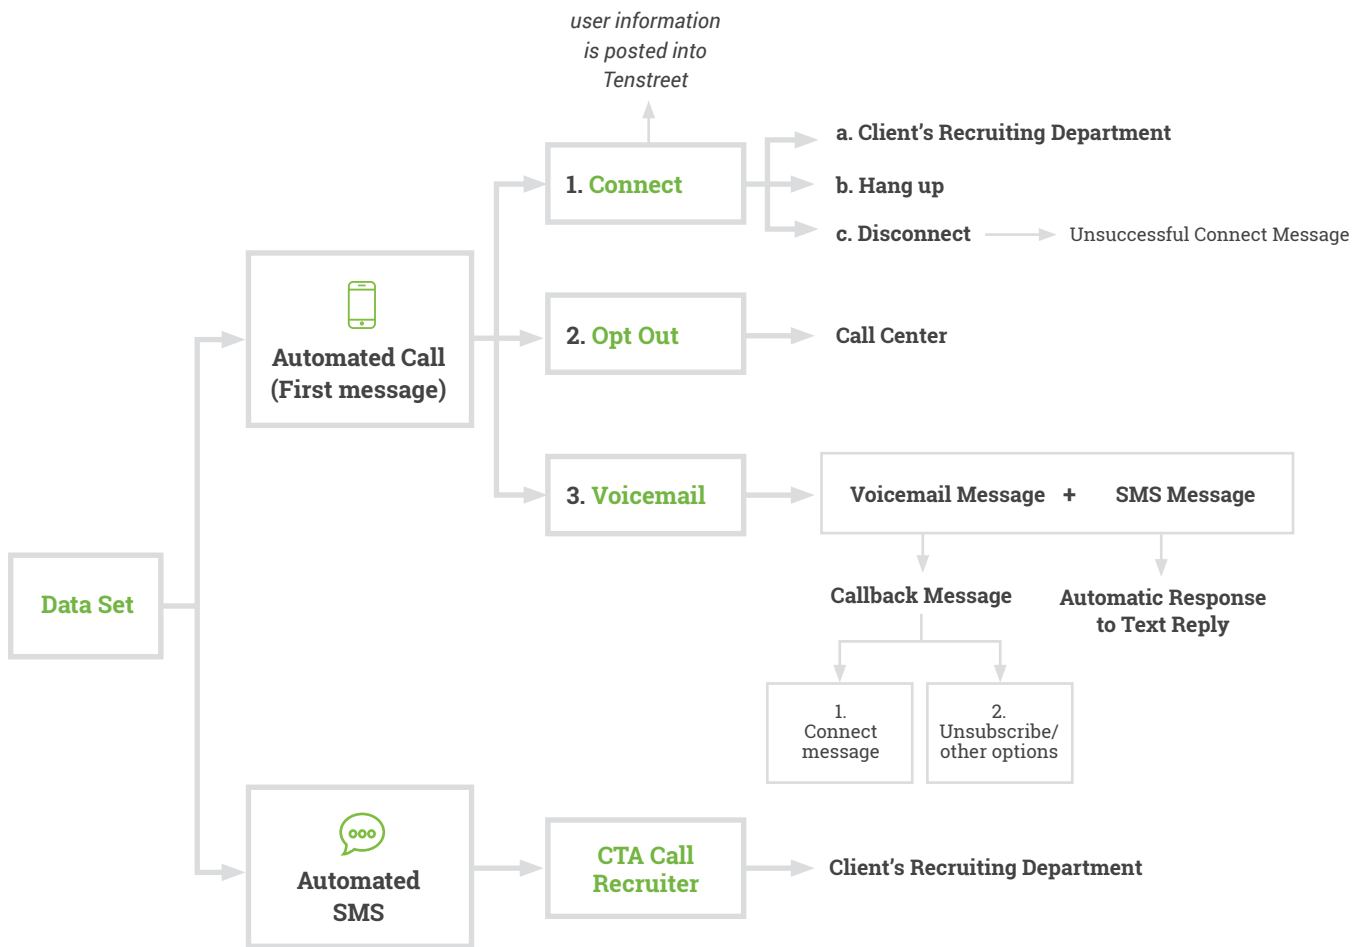 user information
is posted into
Tenstreet
a. Client's Recruiting Department
1. Connect
b. Hang up
c. Disconnect
Unsuccessful Connect Message
Automated Call
(First message)
2. Opt Out
Call Center
3. Voicemail
Voicemail Message + SMS Message
Data Set
Callback Message
Automatic Response
to Text Reply
1.
Connect
message
2.
Unsubscribe/
other options
Automated
SMS
CTA Call
Recruiter
Client's Recruiting Department